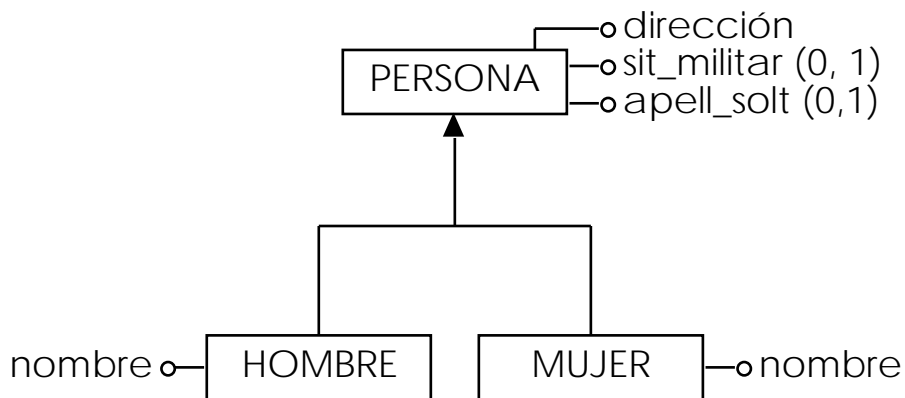 dirección
PERSONA
sit_militar (0, 1)
apell_solt (0,1)
nombre
HOMBRE
MUJER
nombre